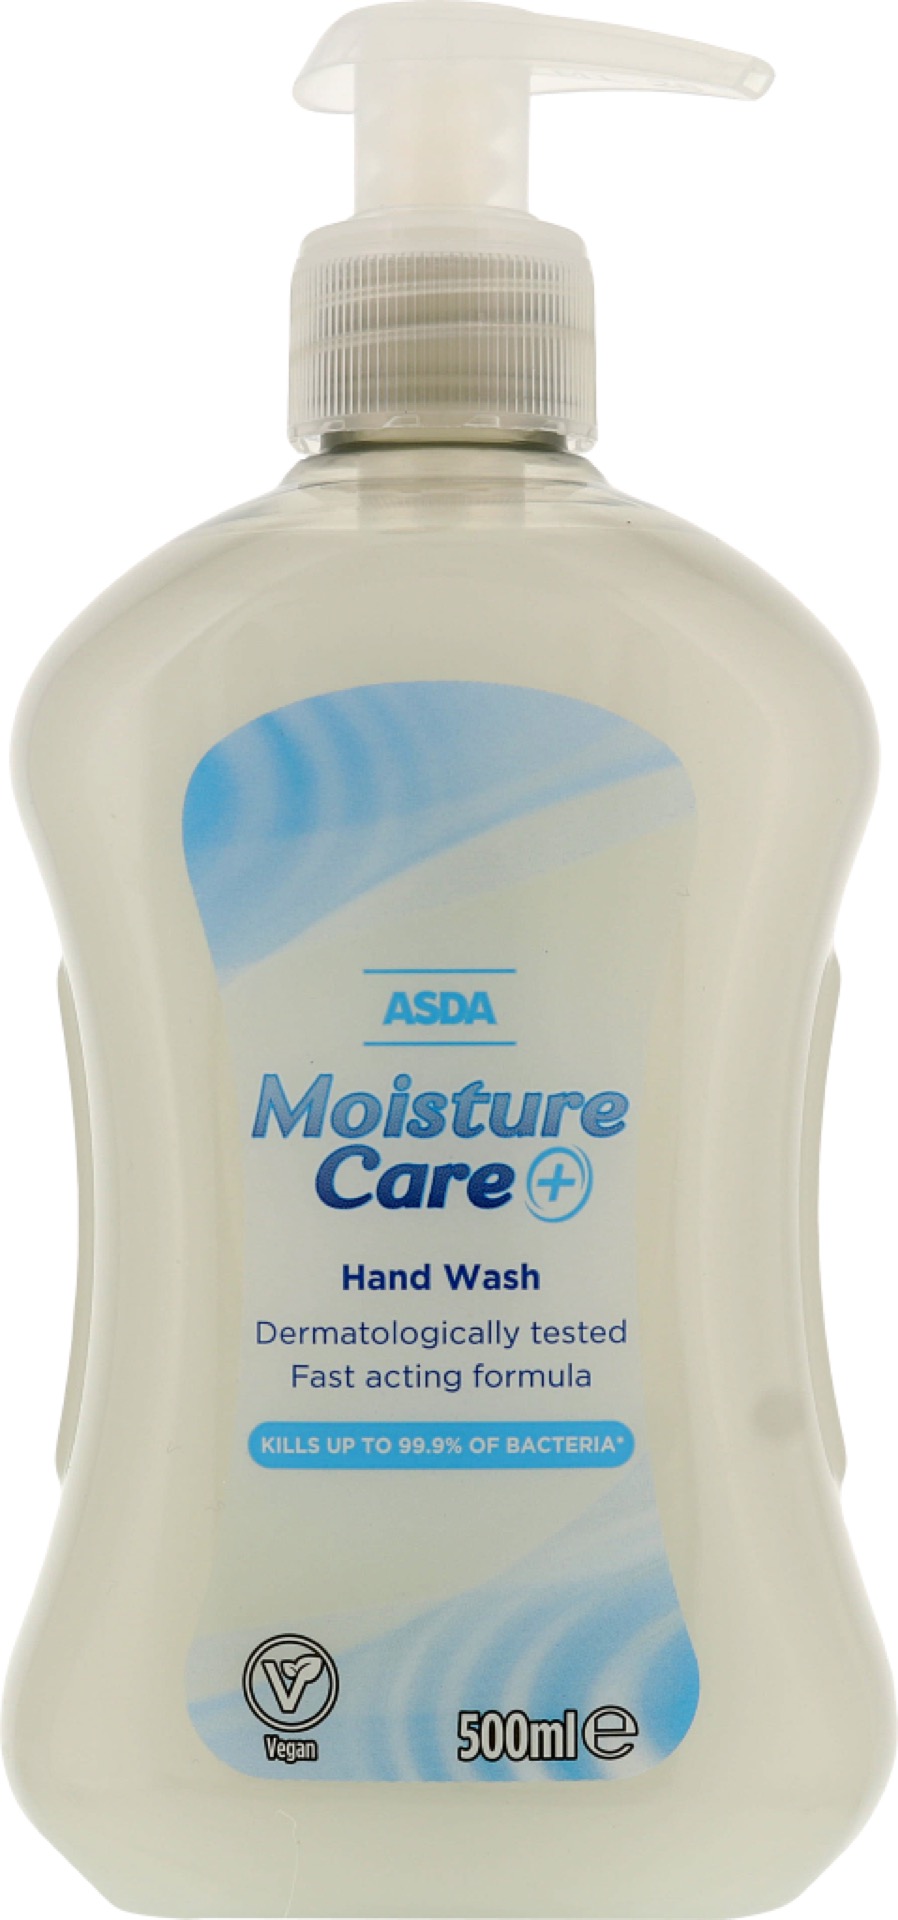 ASDA
Moisture
Care +
Hand Wash
Dermatologically tested
Fast acting formula
KILLS UP TO 99.9% OF BACTERIA*
Vegan
500ml e